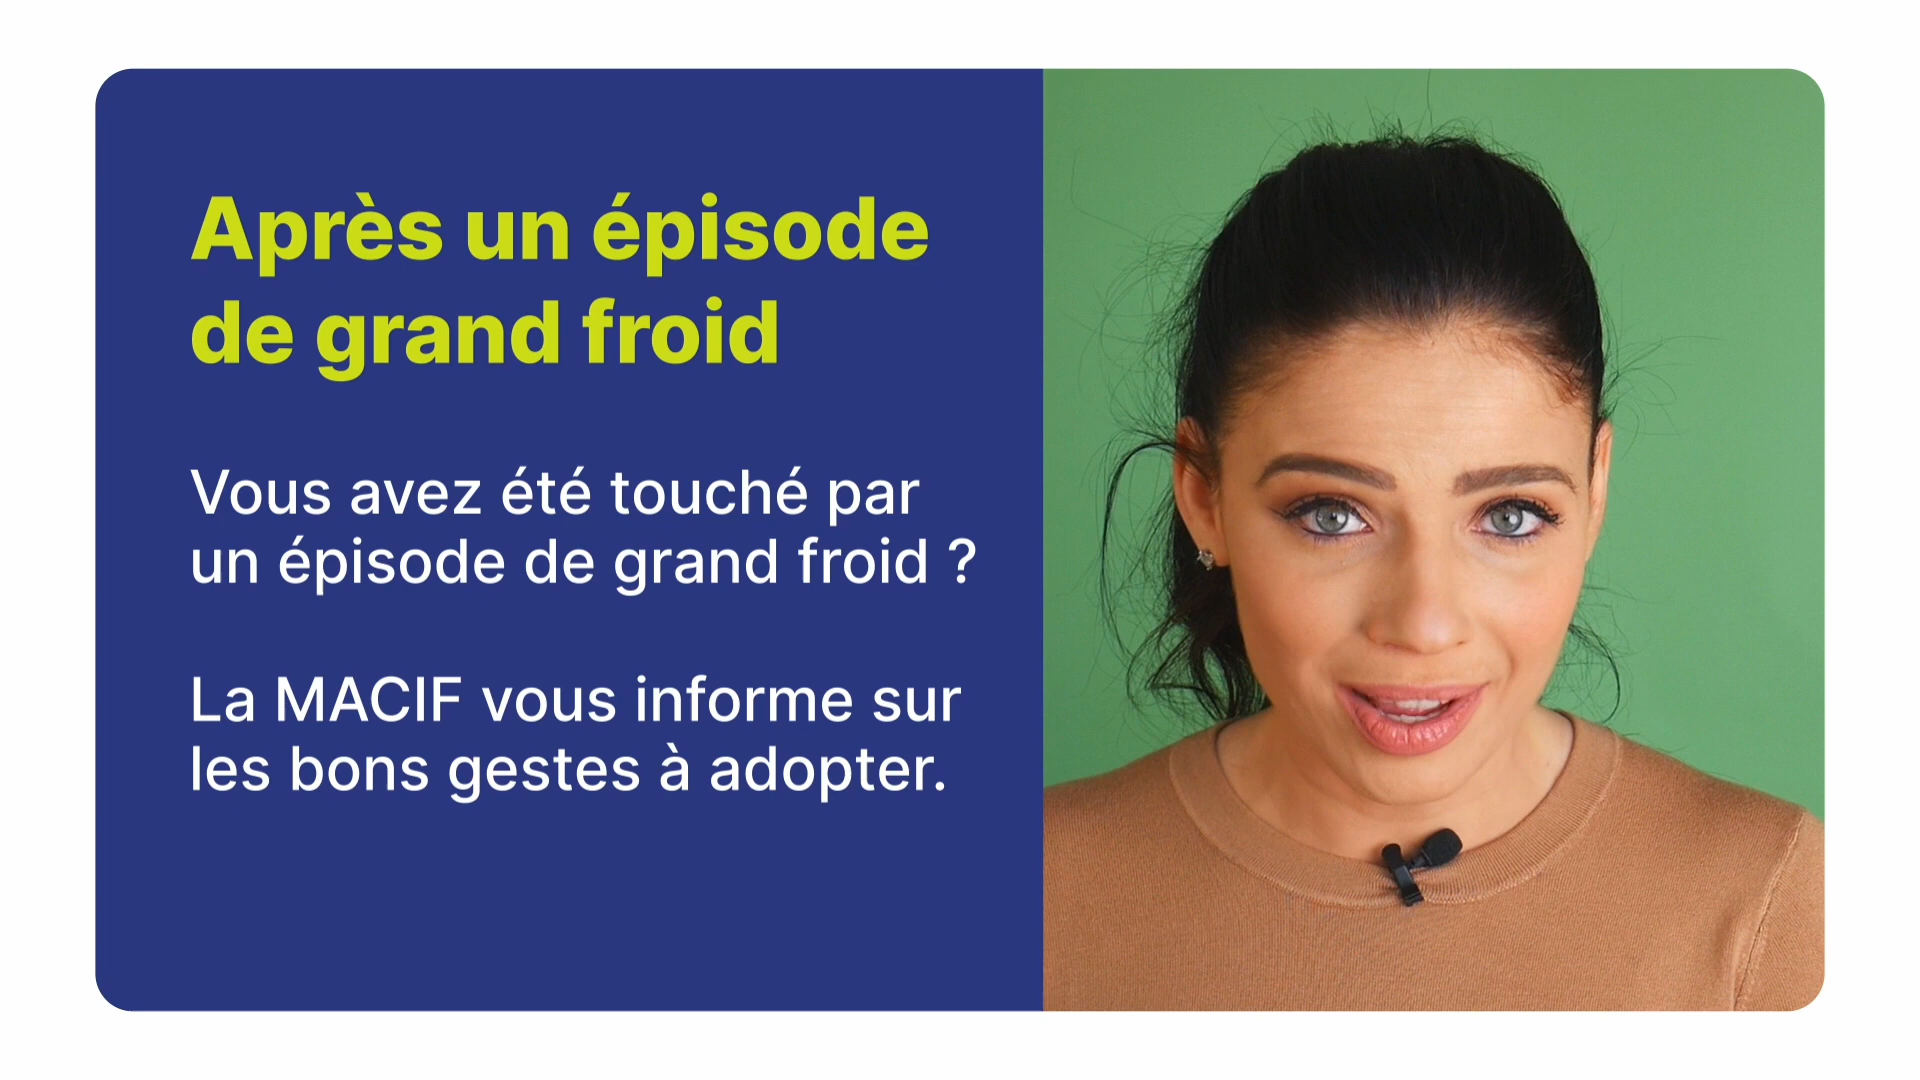 Après un épisode
de grand froid
Vous avez été touché par
un épisode de grand froid ?
La MACIF vous informe sur
les bons gestes à adopter.